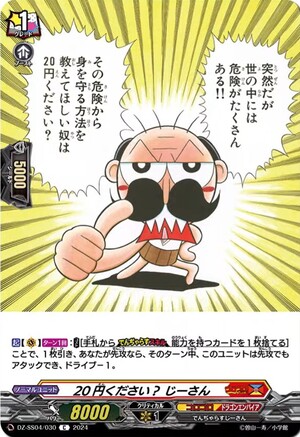 1
グレード
ブースト
突然だが
世の中には
危険がたくさん
ある!!
その危険から
身を守る方法を
教えてほしい奴は
20円ください？
シールド
5000
【ターン1回】：【手札から「でんぢゃらす」能力を持つカードを1枚捨てる】
ことで、1枚引き、あなたが先攻なら、そのターン中、このユニットは先攻でも
アタックでき、ドライブー1。
ノーマルユニット
20円ください？ じーさん
ドラゴンエンパイア
パワー
8000
クリティカル
1
でんぢゃらすじーさん
DZ-SS04/030 C 2024
©曽山一寿／小学館